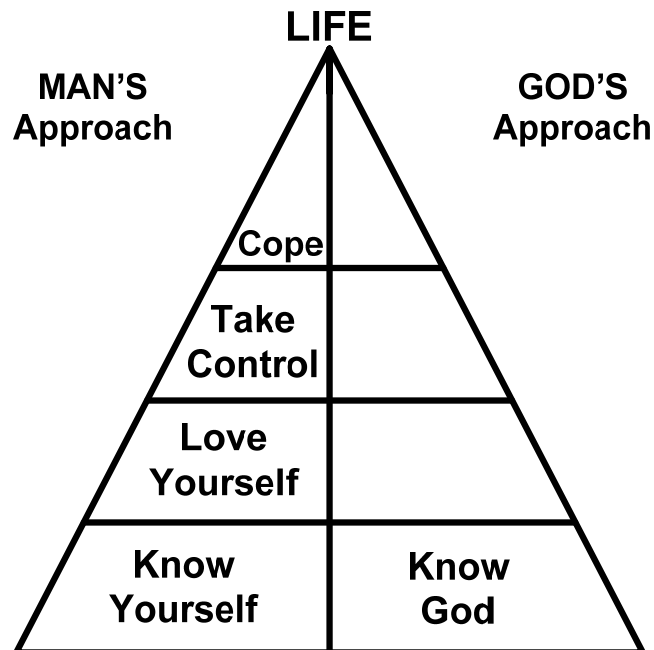 LIFE
MAN'S
Approach
GOD'S
Approach
Cope
Take
Control
Love
Yourself
Know
Yourself
Know
God